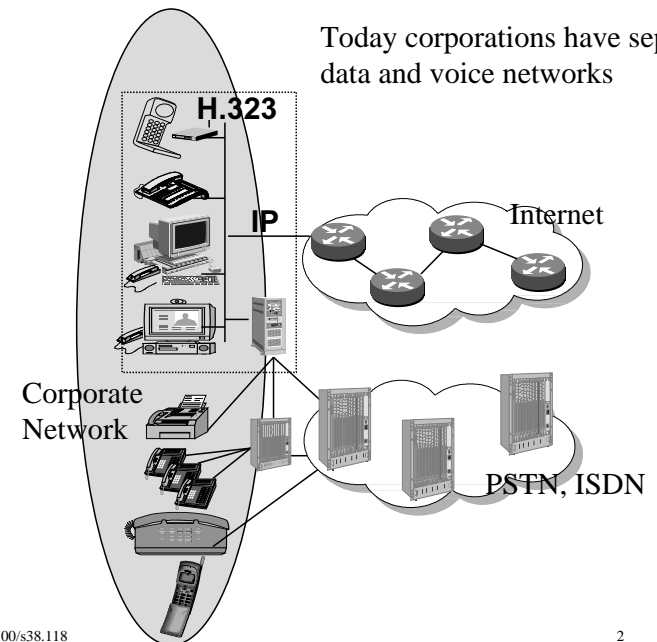 Today corporations have sep
data and voice networks
H.323
IP
Internet
Corporate
Network
PSTN, ISDN
00/s38.118
2